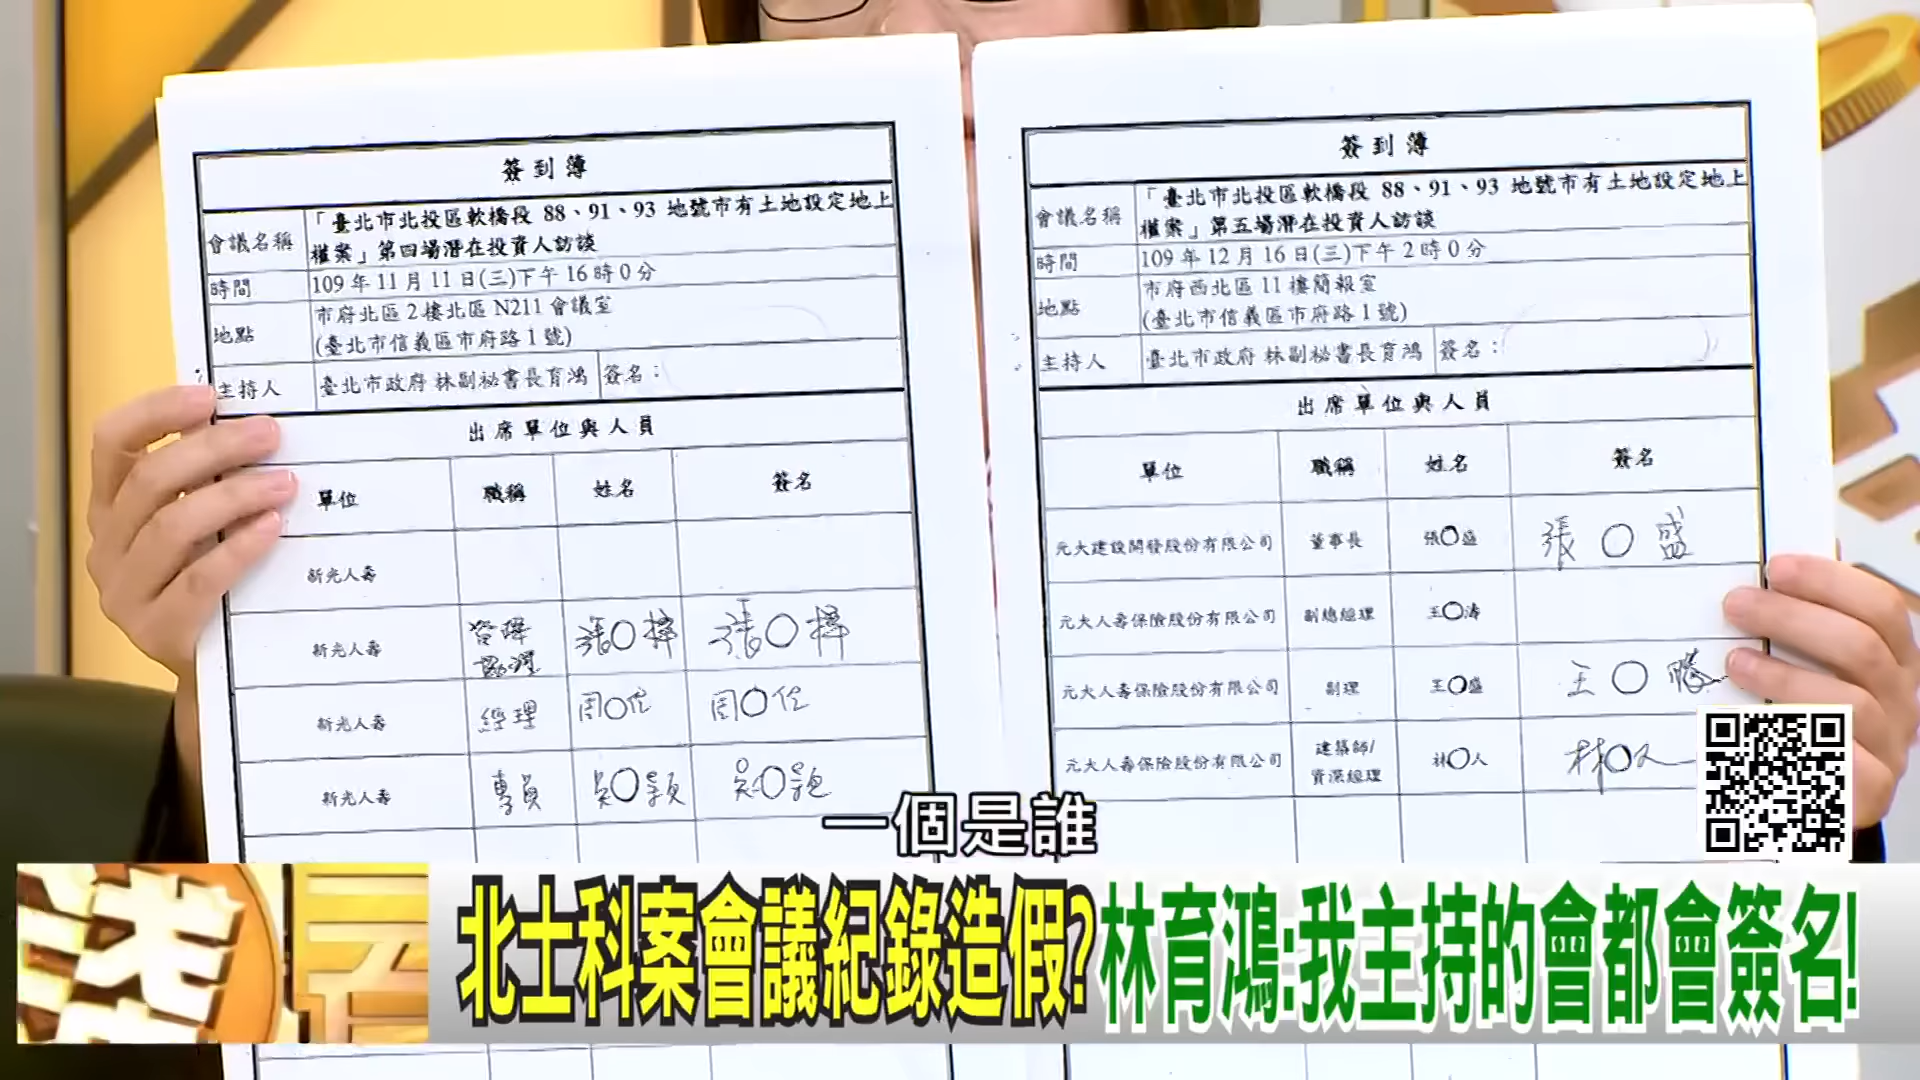 簽到簿
會議名稱
「臺北市北投區軟橋段 88、91、93 地號市有土地設定地上
權案」第四場潛在投資人訪談
時間
109 年 11 月 11 日(三)下午 16 時 0 分
地點
市府北區 2 樓北區 N211 會議室
(臺北市信義區市府路 1 號)
主持人
臺北市政府 林副祕書長育鴻
簽名：
出席單位與人員
單位 職稱 姓名 簽名
新光人壽
新光人壽 張○樺 張○樺
新光人壽 經理 周○伦 周○伦
新光人壽 專員 吳○穎 吳○穎
簽到簿
會議名稱
「臺北市北投區軟橋段 88、91、93 地號市有土地設定地上
權案」第五場潛在投資人訪談
時間
109 年 12 月 16 日(三)下午 2 時 0 分
地點
市府西北區 11 樓簡報室
(臺北市信義區市府路 1 號)
主持人
臺北市政府 林副祕書長育鴻
簽名：
出席單位與人員
單位 職稱 姓名 簽名
元大建設開發股份有限公司 董事長 張○盛 張○盛
元大人壽保險股份有限公司 副總經理 王○濤
元大人壽保險股份有限公司 副理 王○盛 王○
元大人壽保險股份有限公司 建築師/
資深經理 林○人 林○人
一個是誰
北士科案會議紀錄造假?林育鴻:我主持的會都會簽名!